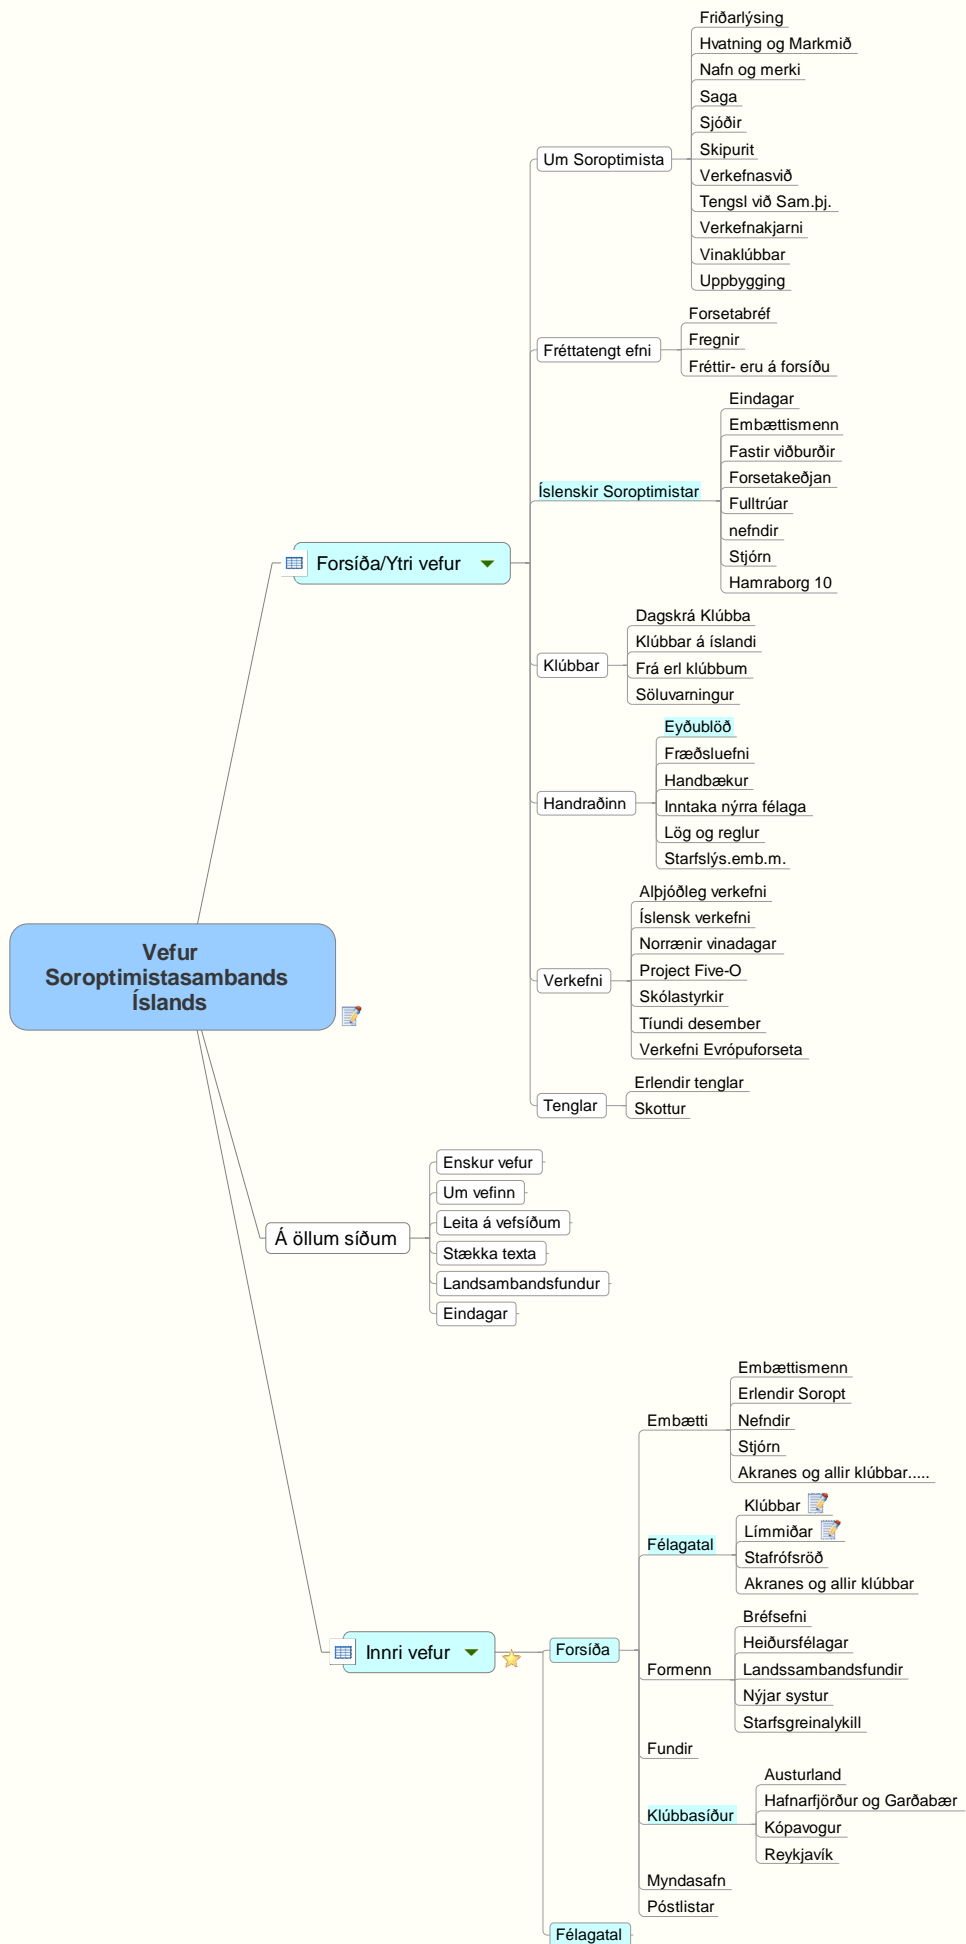 Vefur
Soroptimistasambands
Íslands
Forsíða/Ytri vefur
Um Soroptimista
Friðarlýsing
Hvatning og Markmið
Nafn og merki
Saga
Sjóðir
Skipurit
Verkefnasvið
Tengsl við Sam.þj.
Verkefnakjarni
Vinaklúbbar
Uppbygging
Fréttatengt efni
Forsetabréf
Fregnir
Fréttir- eru á forsíðu
Íslenskir Soroptimistar
Eindagar
Embættismenn
Fastir viðburðir
Forsetakeðjan
Fulltrúar
nefndir
Stjórn
Hamraborg 10
Klúbbar
Dagskrá Klúbba
Klúbbar á íslandi
Frá erl klúbbum
Söluvarningur
Handraðinn
Eyðublöð
Fræðsluefni
Handbækur
Inntaka nýrra félaga
Lög og reglur
Starfslýs.emb.m.
Verkefni
Alþjóðleg verkefni
Íslensk verkefni
Norrænir vinadagar
Project Five-O
Skólastyrkir
Tíundi desember
Verkefni Evrópuforseta
Tenglar
Erlendir tenglar
Skottur
Á öllum síðum
Enskur vefur
Um vefinn
Leita á vefsíðum
Stækka texta
Landsambandsfundur
Eindagar
Innri vefur
Forsíða
Embætti
Embættismenn
Erlendir Soropt
Nefndir
Stjórn
Akranes og allir klúbbar.....
Félagatal
Klúbbar
Límmiðar
Stafrófsröð
Akranes og allir klúbbar
Formenn
Bréfsefni
Heiðursfélagar
Landssambandsfundir
Nýjar systur
Starfsgreinalykill
Fundir
Klúbbasíður
Austurland
Hafnarfjörður og Garðabær
Kópavogur
Reykjavík
Myndasafn
Póstlistar
Félagatal